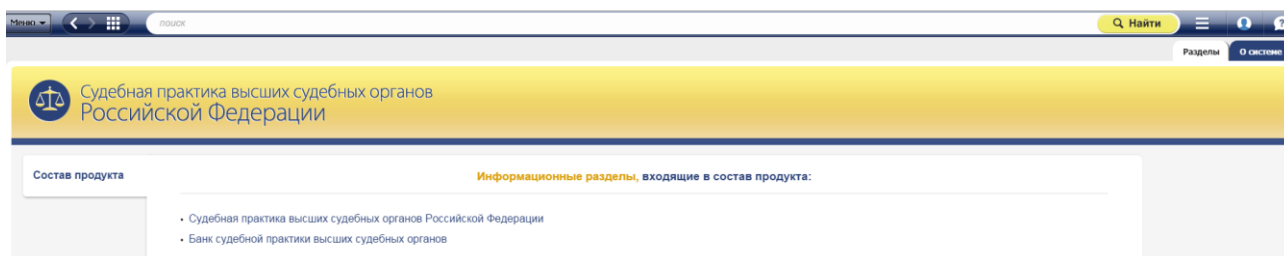 Меню
поиск
Найти
?
Разделы
О системе
Судебная практика высших судебных органов
Российской Федерации
Состав продукта
Информационные разделы, входящие в состав продукта:
• Судебная практика высших судебных органов Российской Федерации
• Банк судебной практики высших судебных органов